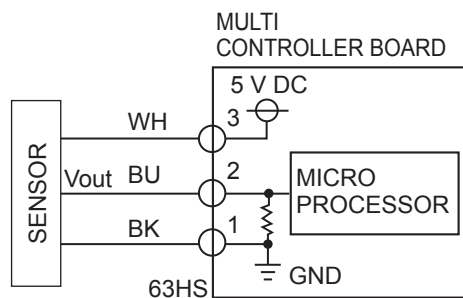 MULTI
CONTROLLER BOARD
5 V DC
SENSOR
WH
3
Vout BU
2
MICRO
PROCESSOR
BK
1
GND
63HS